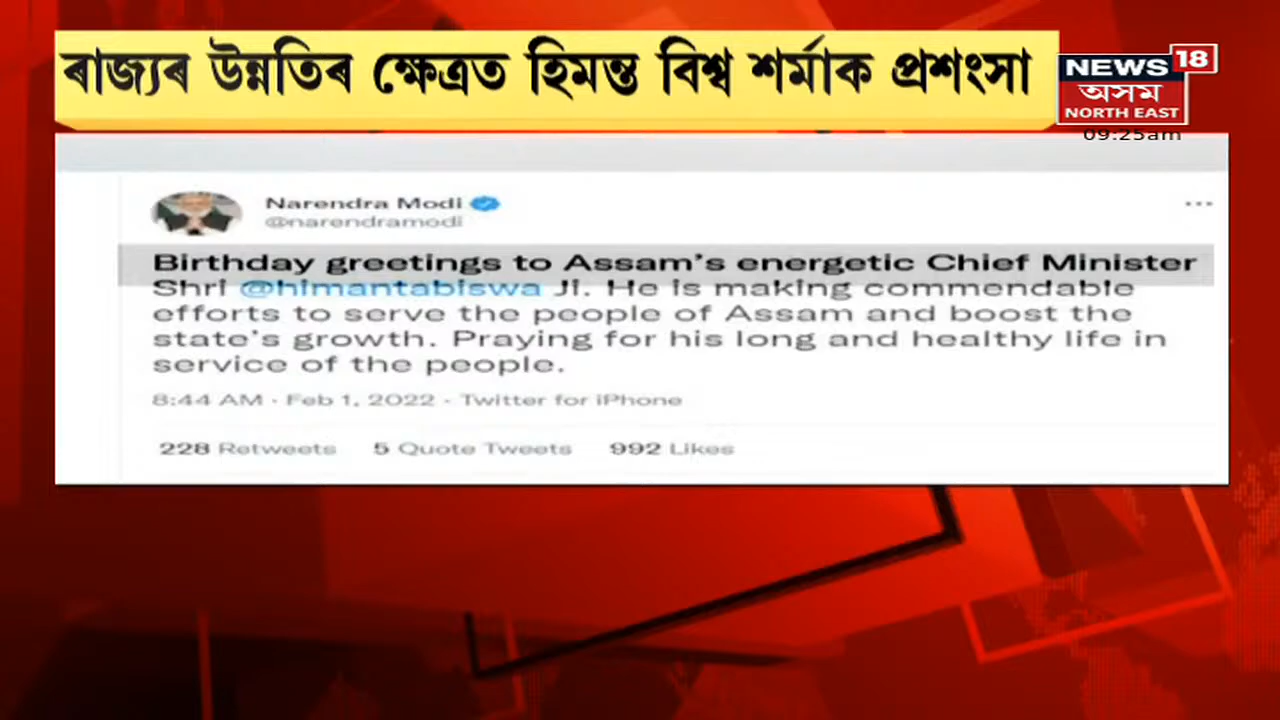 ৰাজ্যৰ উন্নতিৰ ক্ষেত্ৰত হিমন্ত বিশ্ব শৰ্মাক প্ৰশংসা
NEWS 18
অসম
NORTH EAST
09:25am
Narendra Modi
@narendramodi
Birthday greetings to Assam's energetic Chief Minister
Shri @himantabiswa Ji. He is making commendable
efforts to serve the people of Assam and boost the
state's growth. Praying for his long and healthy life in
service of the people.
8:44 AM · Feb 1, 2022 · Twitter for iPhone
228 Retweets 5 Quote Tweets 992 Likes